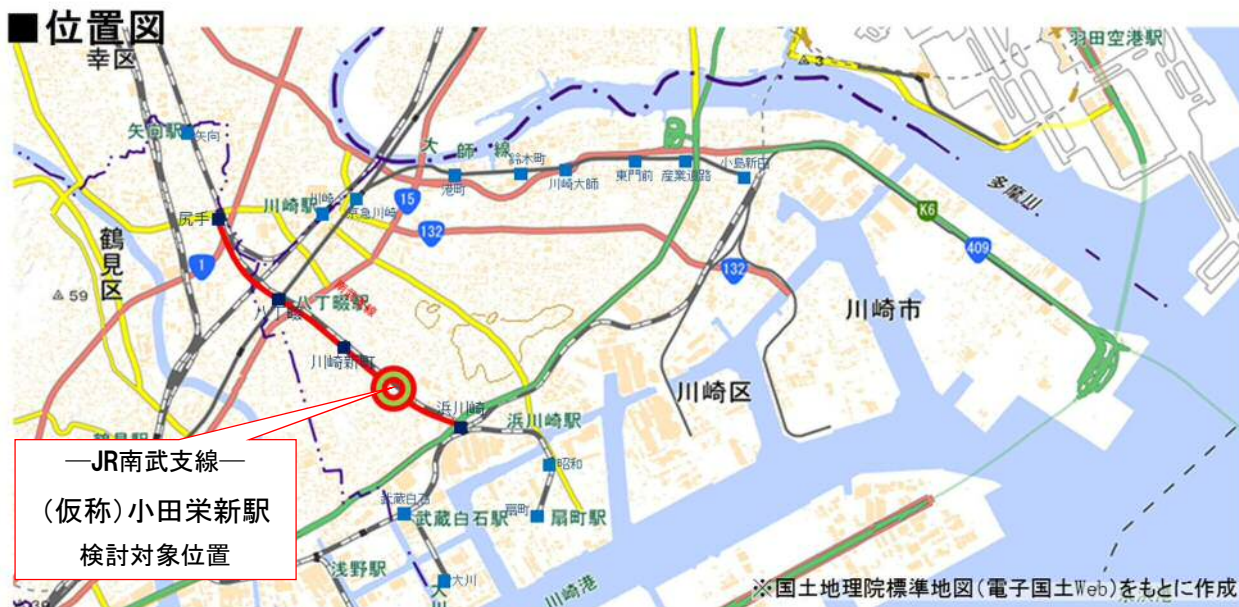 ■位置図
幸区
羽田空港駅
3
矢向駅
矢向
大師線
鈴木町
港町
川崎大師
東門前
産業道路
小島新田
多摩川
川崎駅
川崎
京急川崎
15
132
K6
409
尻手
鶴見区
1
59
132
八丁畷駅
八丁畷
川崎市
川崎新町
川崎区
浜川崎
浜川崎駅
―JR南武支線―
(仮称)小田栄新駅
検討対象位置
昭和
武蔵白石
武蔵白石駅
扇町
扇町駅
浅野駅
大川
川崎港
※国土地理院標準地図(電子国土Web)をもとに作成